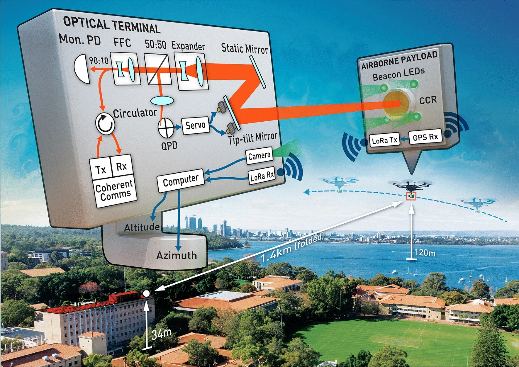 OPTICAL TERMINAL
Mon. PD
FFC
50:50
Expander
Static Mirror
90:10
Circulator
QPD
Servo
Tip-tilt Mirror
Tx
Rx
Coherent
Comms
Computer
Camera
LoRa Rx
Altitude
Azimuth
AIRBORNE PAYLOAD
Beacon LEDs
CCR
LoRa Tx
GPS Rx
1.4km (folded)
120m
34m